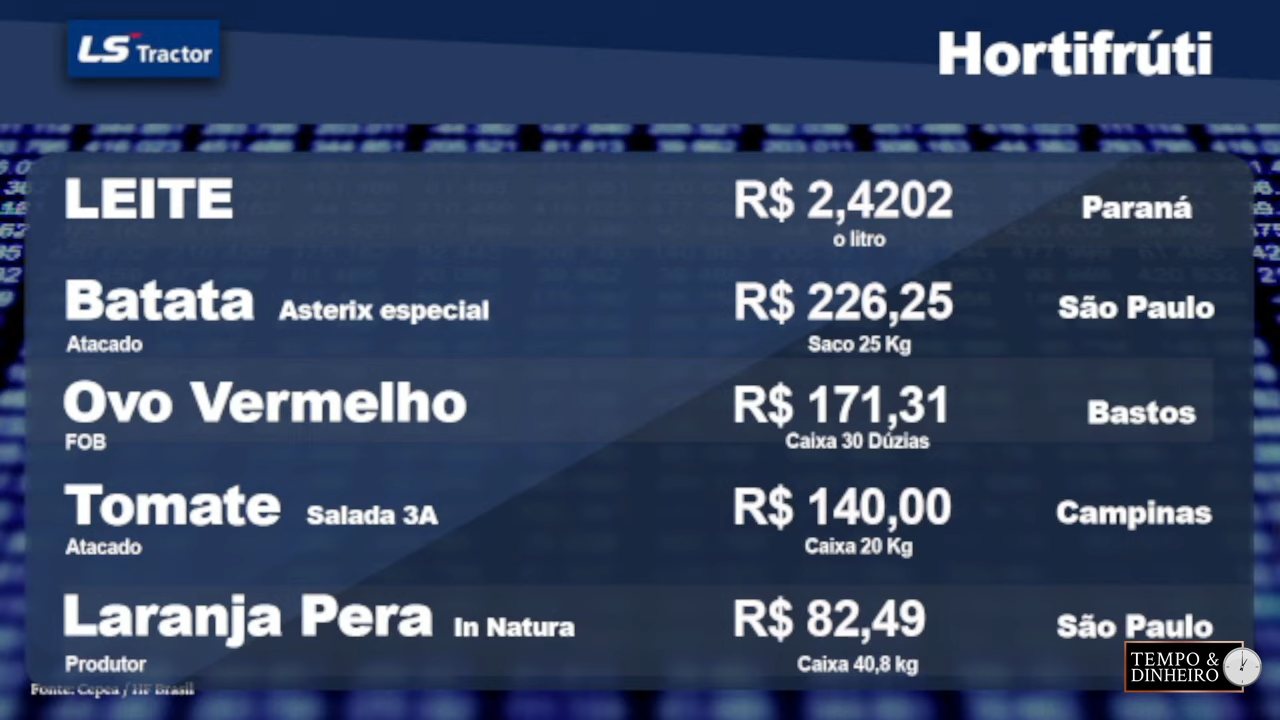 LS Tractor
Hortifrúti
LEITE R$ 2,4202 Paraná
o litro
Batata Asterix especial R$ 226,25 São Paulo
Atacado Saco 25 Kg
Ovo Vermelho R$ 171,31 Bastos
FOB Caixa 30 Dúzias
Tomate Salada 3A R$ 140,00 Campinas
Atacado Caixa 20 Kg
Laranja Pera In Natura R$ 82,49 São Paulo
Produtor Caixa 40,8 kg
Fonte: Cepea / HF Brasil
TEMPO &
DINHEIRO